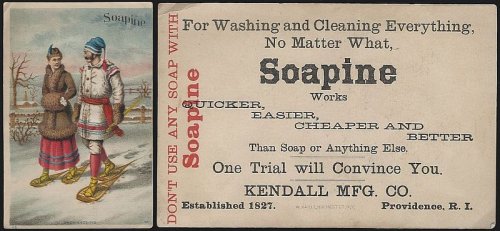 Soapine
DON'T USE ANY SOAP WITH
Soapine
For Washing and Cleaning Everything,
No Matter What,
Soapine
Works
QUICKER,
EASIER,
CHEAPER AND
BETTER
Than Soap or Anything Else.
One Trial will Convince You.
KENDALL MFG. CO.
Established 1827.
Providence, R. I.